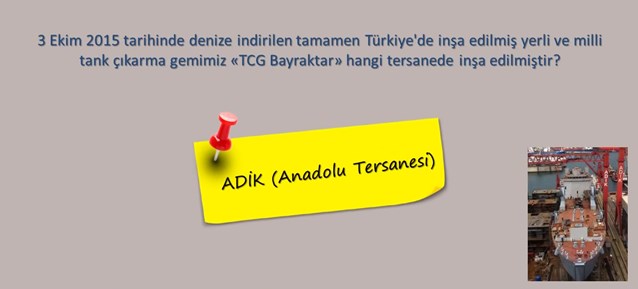 3 Ekim 2015 tarihinde denize indirilen tamamen Türkiye'de inşa edilmiş yerli ve milli
tank çıkarma gemimiz «TCG Bayraktar» hangi tersanede inşa edilmiştir?
ADİK (Anadolu Tersanesi)